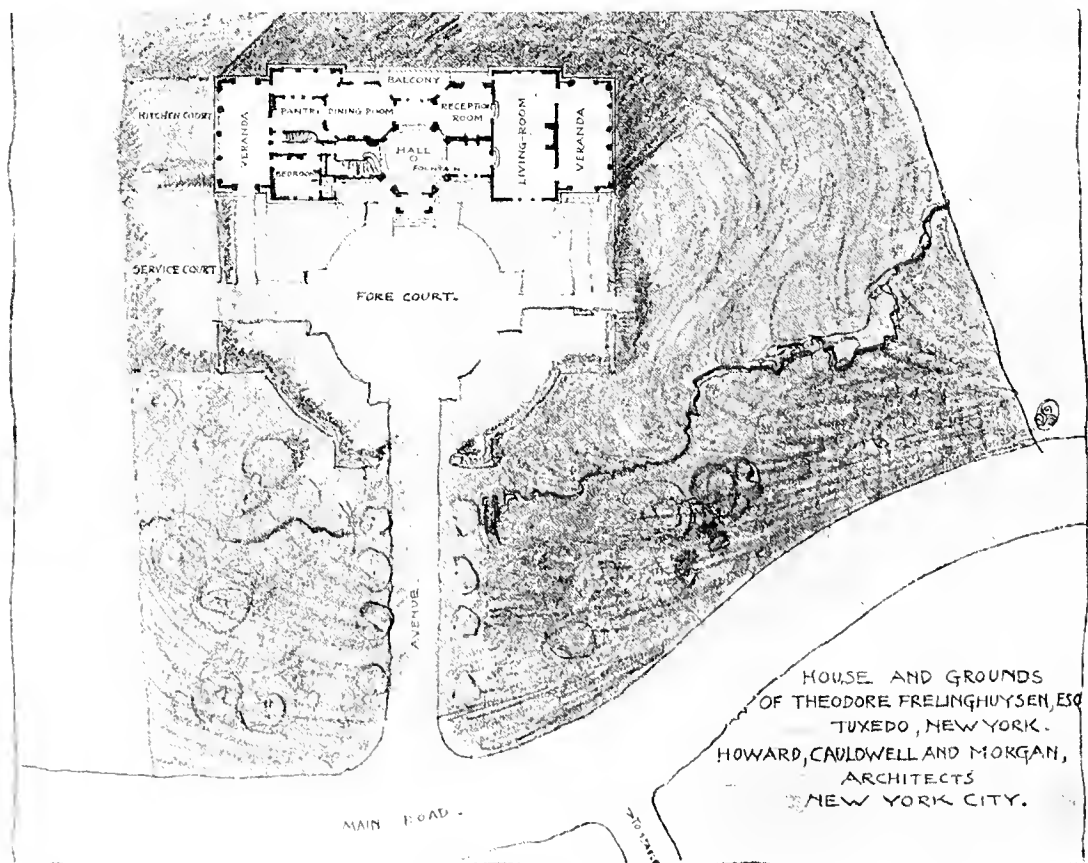 BALCONY
KITCHEN COURT
VERANDA
PANTRY
DINING ROOM
RECEPTION
ROOM
LIVING-ROOM
VERANDA
HALL
FOUNTAIN
BEDROOM
SERVICE COURT
FORE COURT.
AVENUE
HOUSE AND GROUNDS
OF THEODORE FRELINGHUYSEN, ESQ
TUXEDO, NEW YORK.
HOWARD, CAULDWELL AND MORGAN,
ARCHITECTS
NEW YORK CITY.
MAIN ROAD.
TO